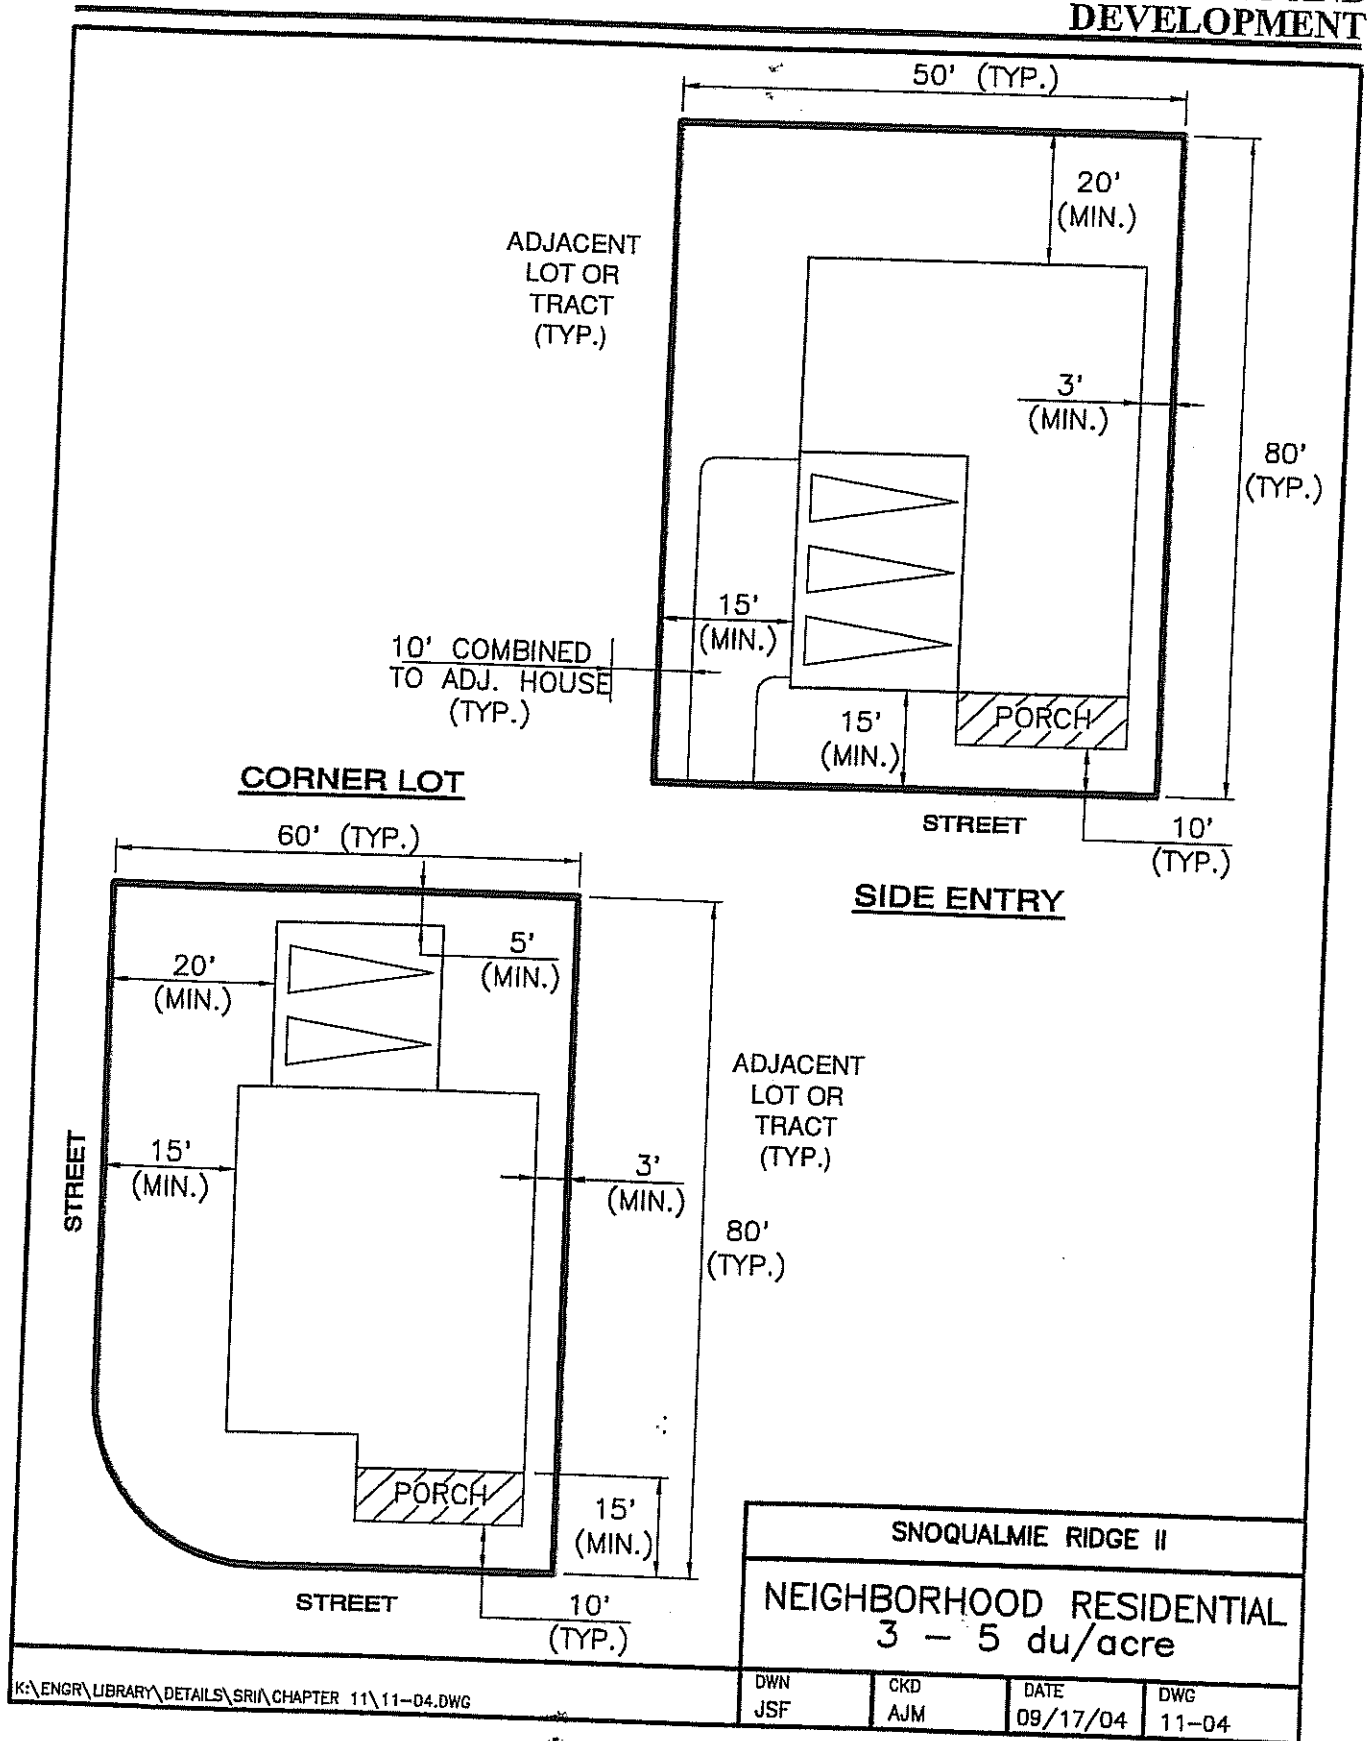 DEVELOPMENT
50' (TYP.)
20'
(MIN.)
ADJACENT
LOT OR
TRACT
(TYP.)
3'
(MIN.)
80'
(TYP.)
15'
(MIN.)
10' COMBINED
TO ADJ. HOUSE
(TYP.)
15'
(MIN.)
PORCH
STREET
10'
(TYP.)
SIDE ENTRY
CORNER LOT
60' (TYP.)
5'
(MIN.)
20'
(MIN.)
ADJACENT
LOT OR
TRACT
(TYP.)
STREET
15'
(MIN.)
3'
(MIN.)
80'
(TYP.)
PORCH
15'
(MIN.)
STREET
10'
(TYP.)
SNOQUALMIE RIDGE II
NEIGHBORHOOD RESIDENTIAL
3 - 5 du/acre
K:\ENGR\LIBRARY\DETAILS\SRII\CHAPTER 11\11-04.DWG
DWN
JSF
CKD
AJM
DATE
09/17/04
DWG
11-04